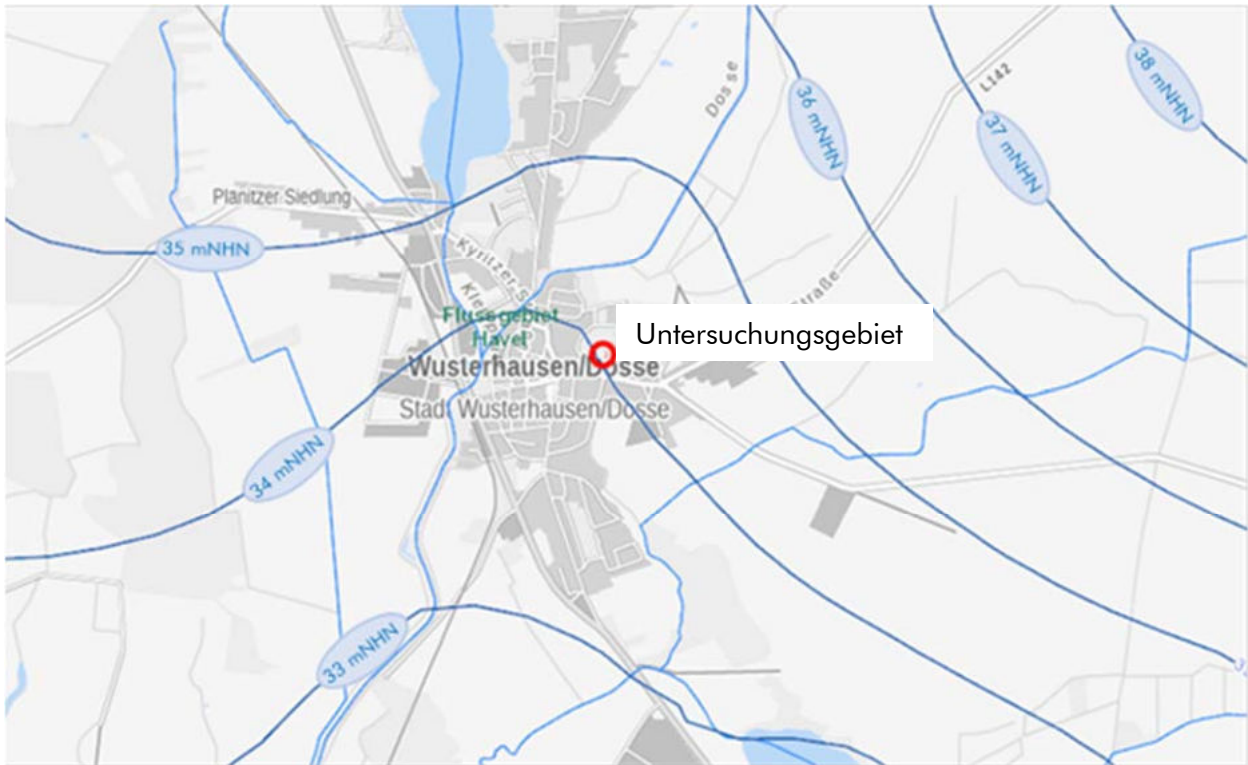 38 mNHN
L142
Dosse
36 mNHN
37 mNHN
Planitzer Siedlung
35 mNHN
Kyritzer-S
Straße
Flussgebiet
Havel
Untersuchungsgebiet
Wusterhausen/Dosse
Stadt Wusterhausen/Dosse
34 mNHN
33 mNHN